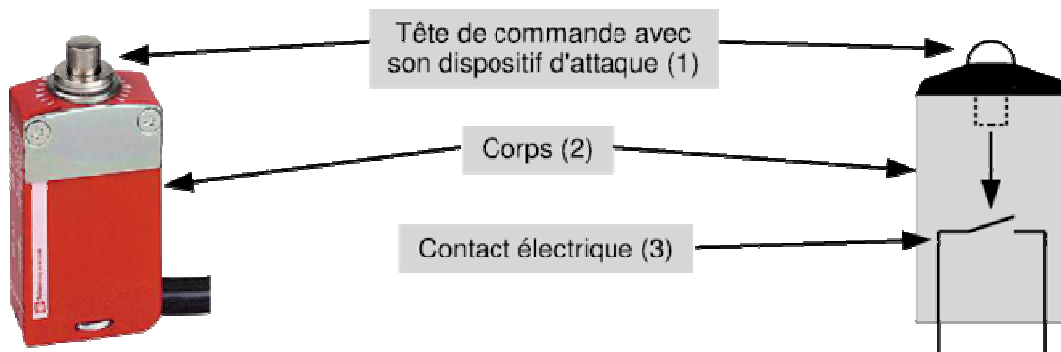 Tête de commande avec
son dispositif d'attaque (1)
Corps (2)
Contact électrique (3)